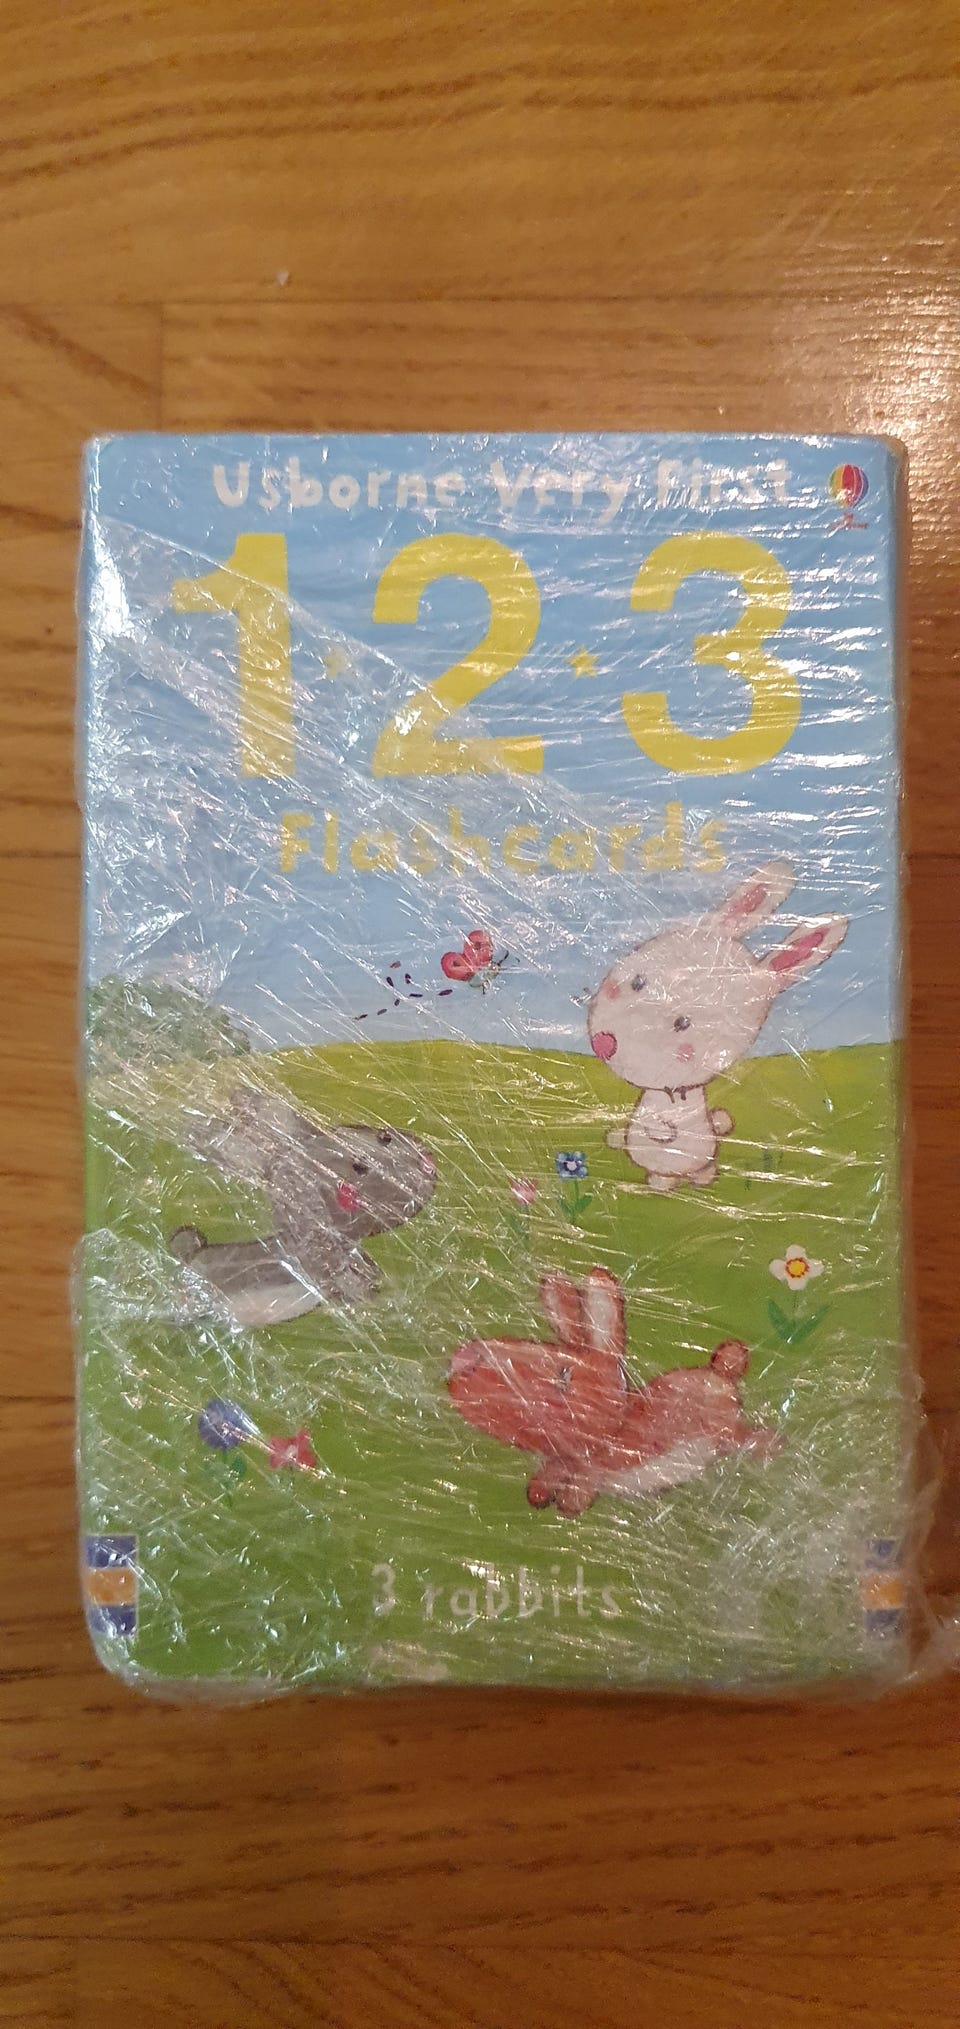 Usborne Very First
1·2·3
Flashcards
3 rabbits